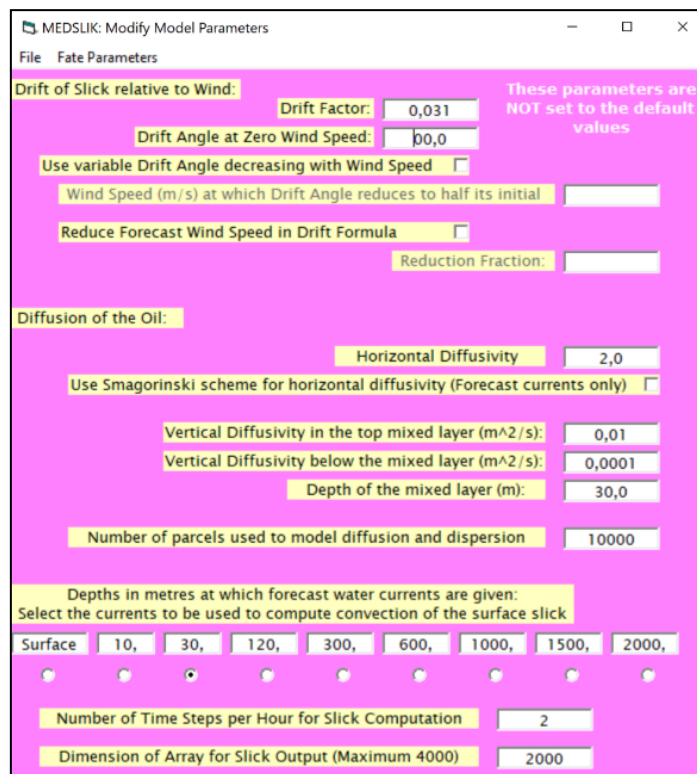 MEDSLIK: Modify Model Parameters
File Fate Parameters
Drift of Slick relative to Wind:
These parameters are
NOT set to the default
values
Drift Factor: 0,031
Drift Angle at Zero Wind Speed: 00,0
Use variable Drift Angle decreasing with Wind Speed
Wind Speed (m/s) at which Drift Angle reduces to half its initial
Reduce Forecast Wind Speed in Drift Formula
Reduction Fraction:
Diffusion of the Oil:
Horizontal Diffusivity 2,0
Use Smagorinski scheme for horizontal diffusivity (Forecast currents only)
Vertical Diffusivity in the top mixed layer (m^2/s): 0,01
Vertical Diffusivity below the mixed layer (m^2/s): 0,0001
Depth of the mixed layer (m): 30,0
Number of parcels used to model diffusion and dispersion 10000
Depths in metres at which forecast water currents are given:
Select the currents to be used to compute convection of the surface slick
Surface 10, 30, 120, 300, 600, 1000, 1500, 2000,
Number of Time Steps per Hour for Slick Computation 2
Dimension of Array for Slick Output (Maximum 4000) 2000